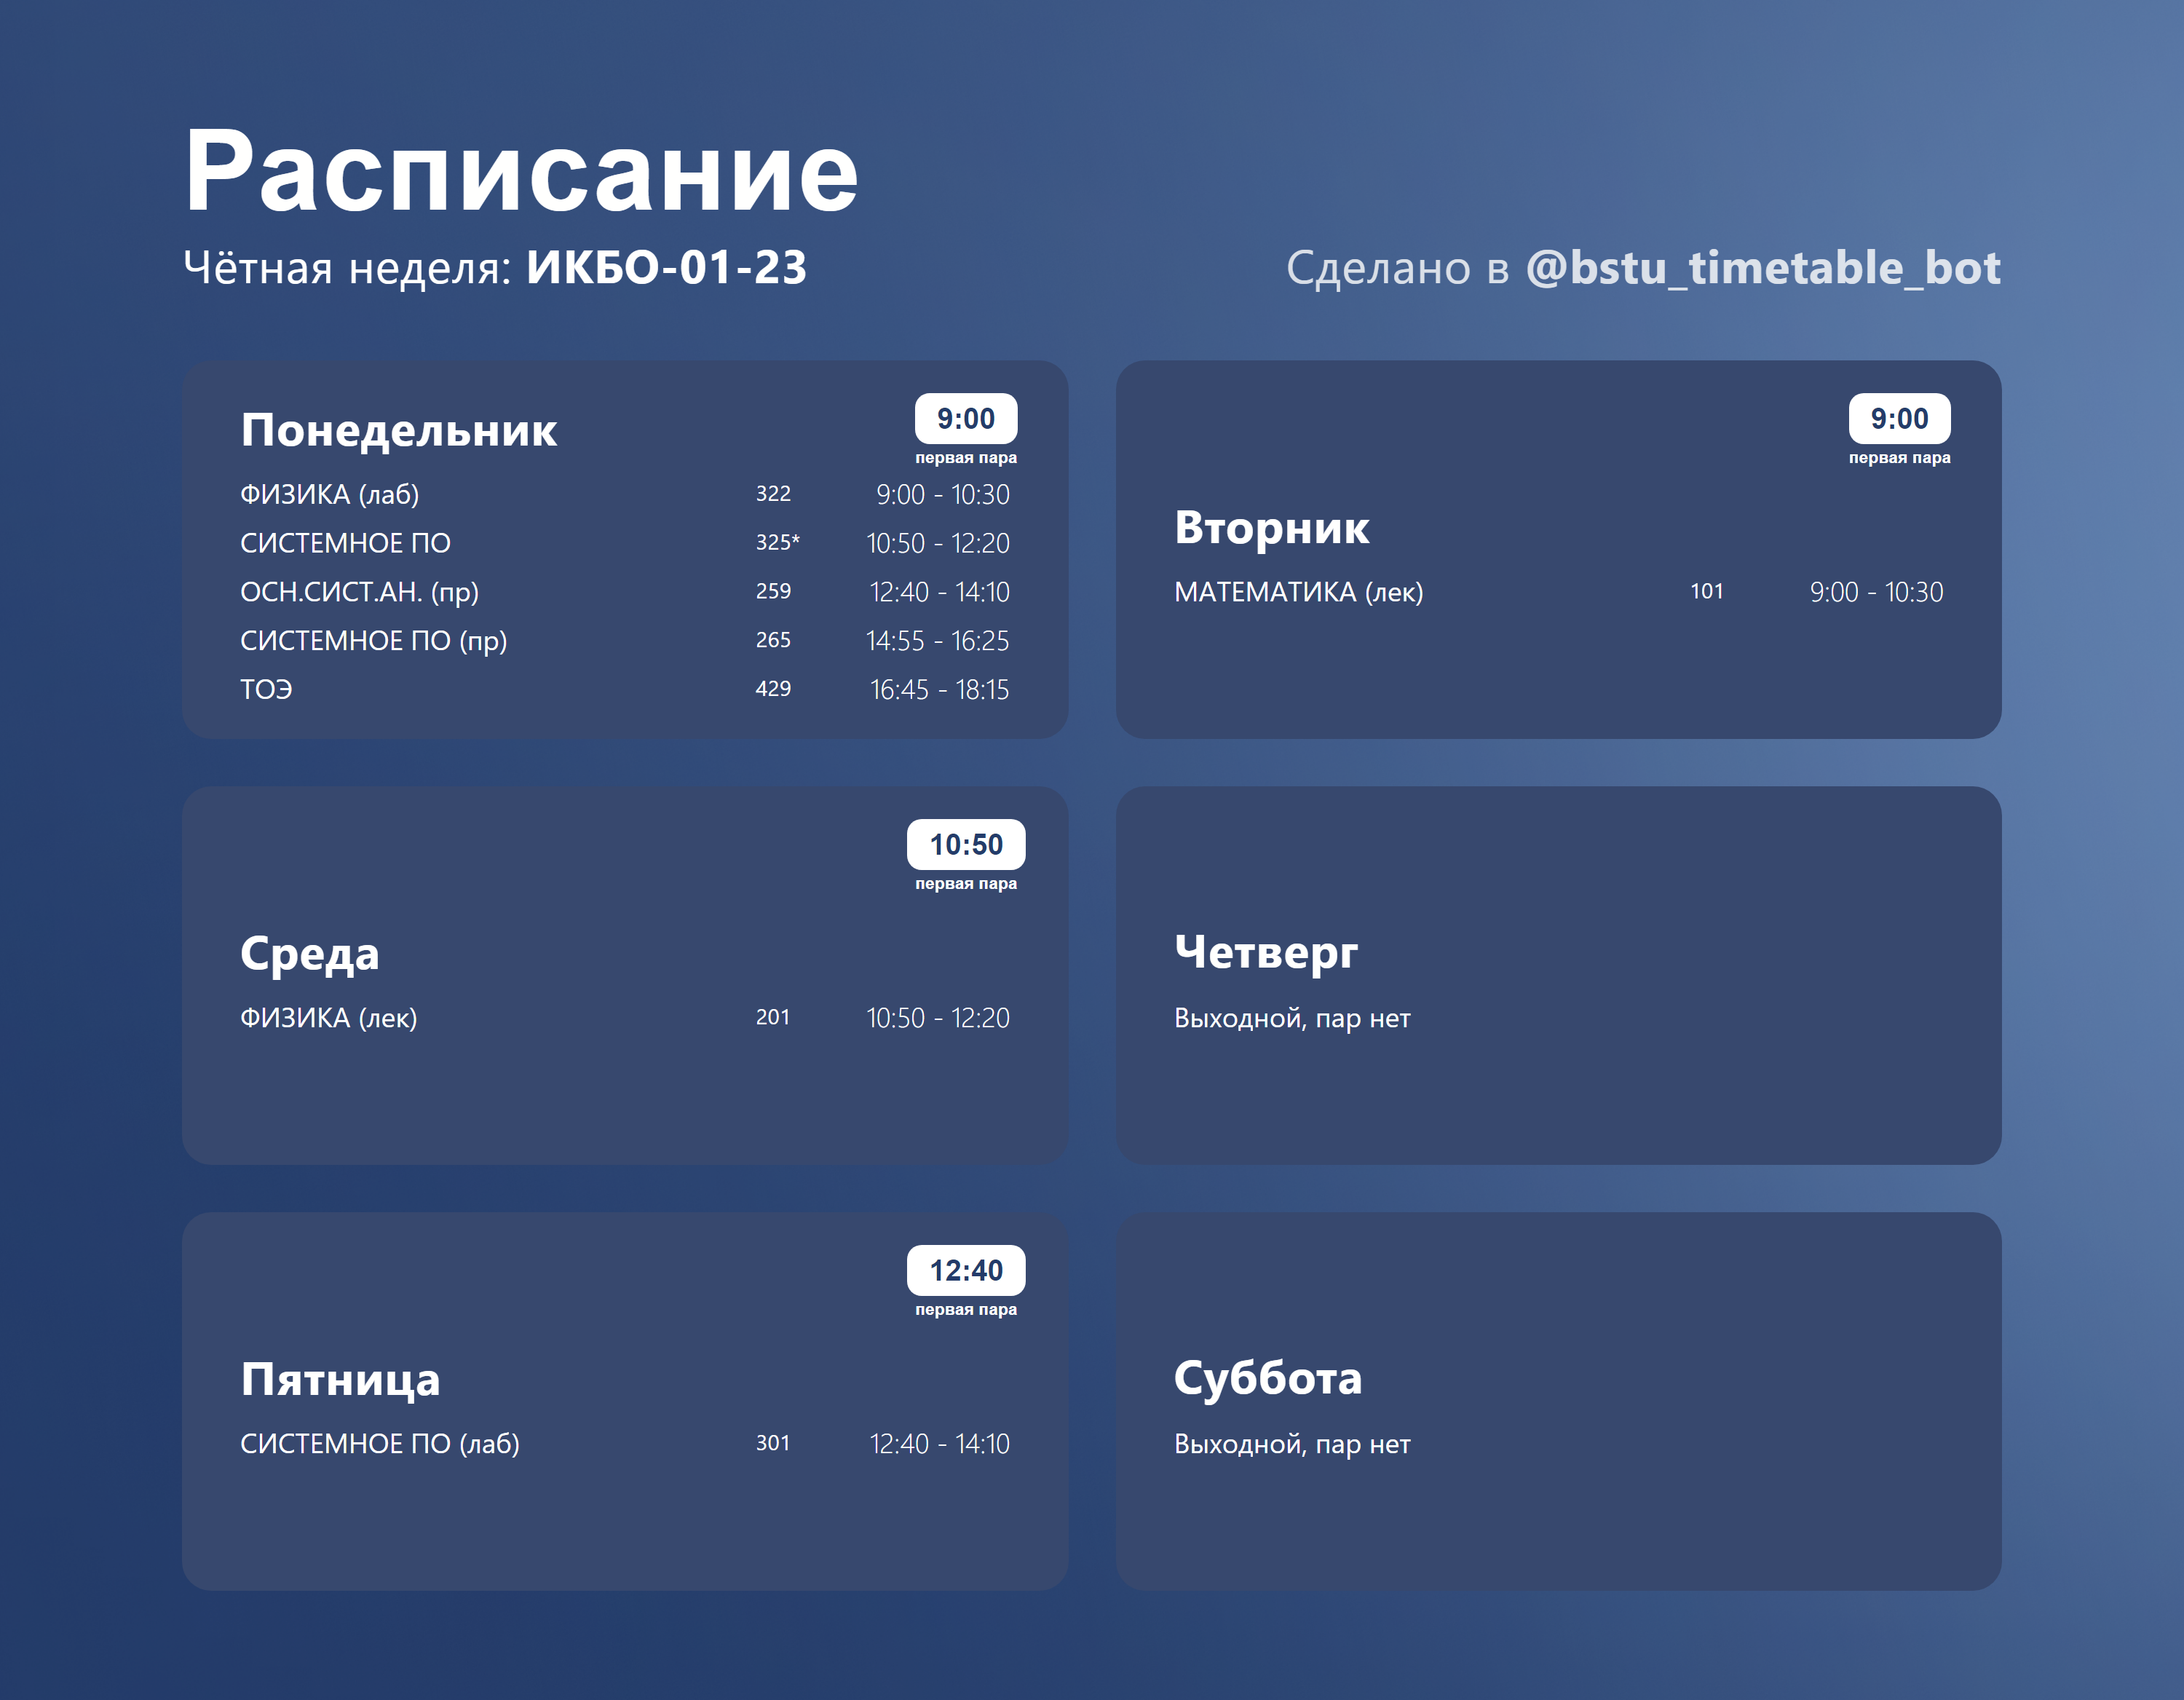 Расписание
Чётная неделя: ИКБО-01-23
Сделано в @bstu_timetable_bot
Понедельник
9:00
первая пара
ФИЗИКА (лаб) 322 9:00 - 10:30
СИСТЕМНОЕ ПО 325* 10:50 - 12:20
ОСН.СИСТ.АН. (пр) 259 12:40 - 14:10
СИСТЕМНОЕ ПО (пр) 265 14:55 - 16:25
ТОЭ 429 16:45 - 18:15
9:00
первая пара
Вторник
МАТЕМАТИКА (лек) 101 9:00 - 10:30
10:50
первая пара
Среда
ФИЗИКА (лек) 201 10:50 - 12:20
Четверг
Выходной, пар нет
12:40
первая пара
Пятница
СИСТЕМНОЕ ПО (лаб) 301 12:40 - 14:10
Суббота
Выходной, пар нет